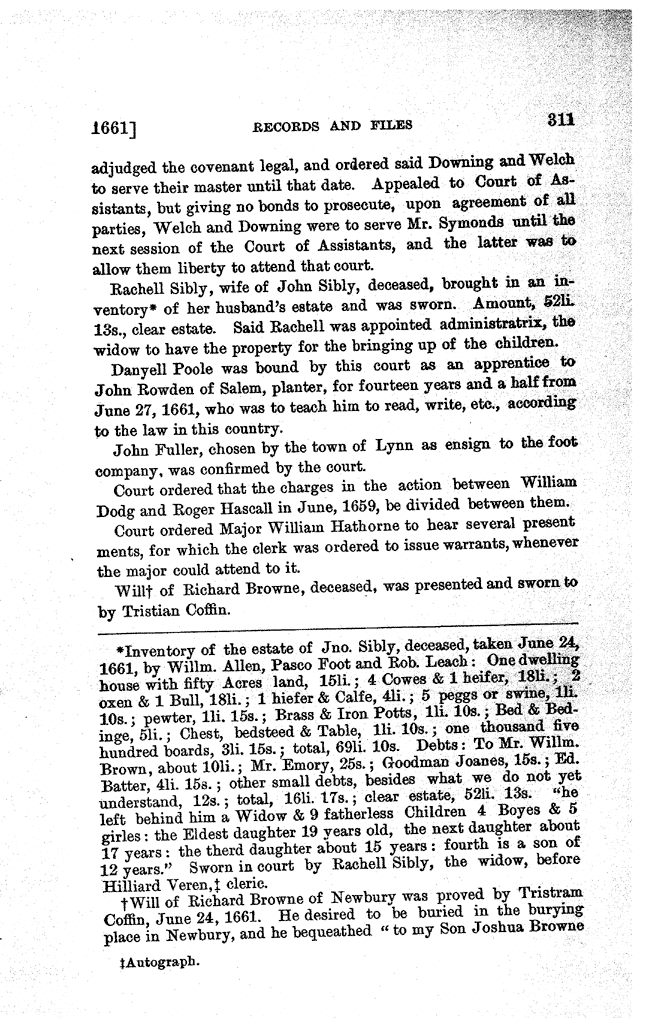 1661] RECORDS AND FILES 311
adjudged the covenant legal, and ordered said Downing and Welch
to serve their master until that date. Appealed to Court of As-
sistants, but giving no bonds to prosecute, upon agreement of all
parties, Welch and Downing were to serve Mr. Symonds until the
next session of the Court of Assistants, and the latter was to
allow them liberty to attend that court.
Rachell Sibly, wife of John Sibly, deceased, brought in an in-
ventory* of her husband's estate and was sworn. Amount, 52li.
13s., clear estate. Said Rachell was appointed administratrix, the
widow to have the property for the bringing up of the children.
Danyell Poole was bound by this court as an apprentice to
John Rowden of Salem, planter, for fourteen years and a half from
June 27, 1661, who was to teach him to read, write, etc., according
to the law in this country.
John Fuller, chosen by the town of Lynn as ensign to the foot
company, was confirmed by the court.
Court ordered that the charges in the action between William
Dodg and Roger Hascall in June, 1659, be divided between them.
Court ordered Major William Hathorne to hear several present
ments, for which the clerk was ordered to issue warrants, whenever
the major could attend to it.
Will† of Richard Browne, deceased, was presented and sworn to
by Tristian Coffin.
*Inventory of the estate of Jno. Sibly, deceased, taken June 24,
1661, by Willm. Allen, Pasco Foot and Rob. Leach: One dwelling
house with fifty Acres land, 15li.; 4 Cowes & 1 heifer, 18li.; 2
oxen & 1 Bull, 18li.; 1 hiefer & Calfe, 4li.; 5 peggs or swine, 1li.
10s.; pewter, 1li. 15s.; Brass & Iron Potts, 1li. 10s.; Bed & Bed-
inge, 5li.; Chest, bedsteed & Table, 1li. 10s.; one thousand five
hundred boards, 3li. 15s.; total, 69li. 10s. Debts: To Mr. Willm.
Brown, about 10li.; Mr. Emory, 25s.; Goodman Joanes, 15s.; Ed.
Batter, 4li. 15s.; other small debts, besides what we do not yet
understand, 12s.; total, 16li. 17s.; clear estate, 52li. 13s. "he
left behind him a Widow & 9 fatherless Children 4 Boyes & 5
girles: the Eldest daughter 19 years old, the next daughter about
17 years: the therd daughter about 15 years: fourth is a son of
12 years." Sworn in court by Rachell Sibly, the widow, before
Hilliard Veren,‡ cleric.
†Will of Richard Browne of Newbury was proved by Tristram
Coffin, June 24, 1661. He desired to be buried in the burying
place in Newbury, and he bequeathed "to my Son Joshua Browne
‡Autograph.